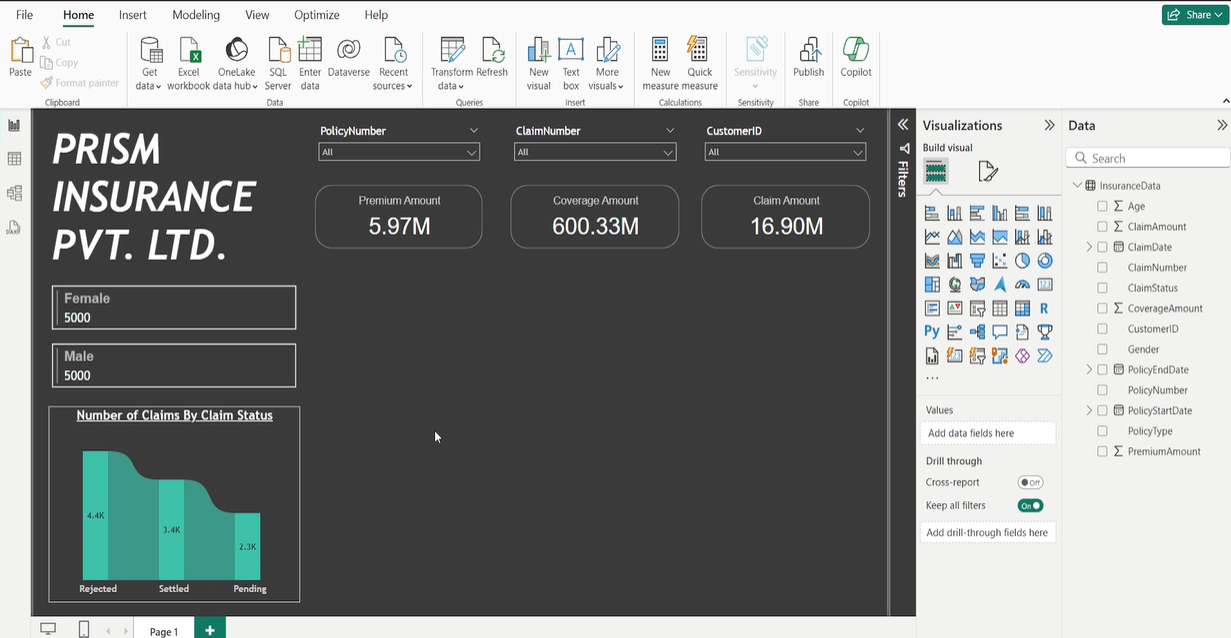 File Home Insert Modeling View Optimize Help
Share
Paste
Cut
Copy
Format painter
Clipboard
Get data
Excel workbook
OneLake data hub
SQL Server
Enter data
Dataverse
Recent sources
Data
Transform data
Refresh
Queries
New visual
Text box
More visuals
Insert
New measure
Quick measure
Calculations
Sensitivity
Sensitivity
Publish
Share
Copilot
Copilot
PRISM
INSURANCE
PVT. LTD.
PolicyNumber
All
ClaimNumber
All
CustomerID
All
Premium Amount
5.97M
Coverage Amount
600.33M
Claim Amount
16.90M
Female
5000
Male
5000
Number of Claims By Claim Status
4.4K
3.4K
2.3K
Rejected Settled Pending
Filters
Visualizations
Build visual
R
Py
...
Values
Add data fields here
Drill through
Cross-report Off
Keep all filters On
Add drill-through fields here
Data
Search
InsuranceData
Age
ClaimAmount
ClaimDate
ClaimNumber
ClaimStatus
CoverageAmount
CustomerID
Gender
PolicyEndDate
PolicyNumber
PolicyStartDate
PolicyType
PremiumAmount
Page 1